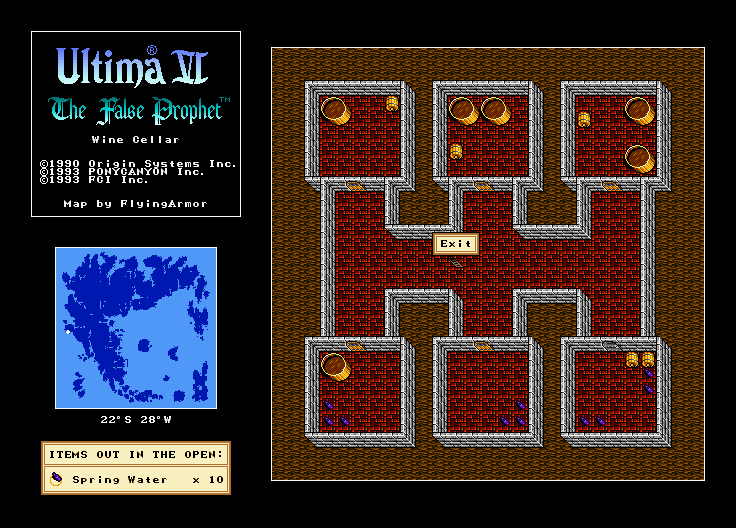 Ultima VI®
The False Prophet™
Wine Cellar
©1990 Origin Systems Inc.
©1993 PONYCANYON Inc.
©1993 FCI Inc.
Map by FlyingArmor
Exit
22°S 28°W
ITEMS OUT IN THE OPEN:
Spring Water x 10